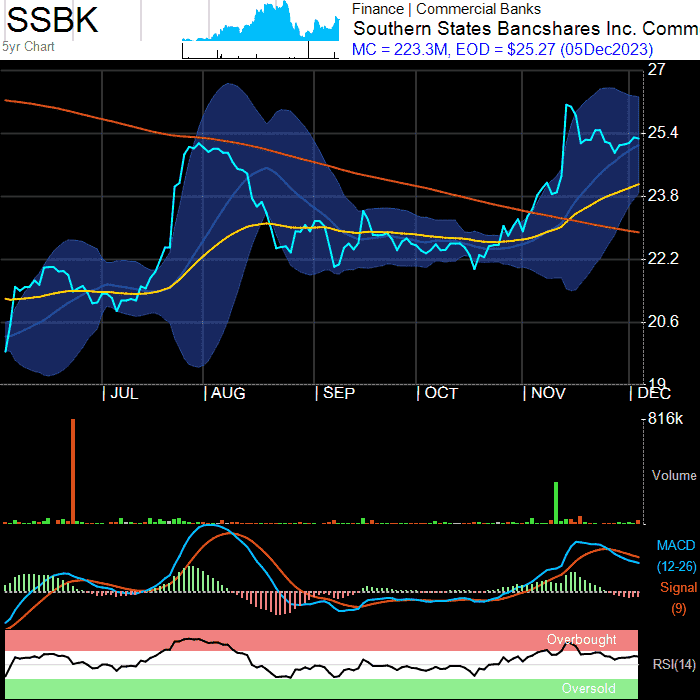 SSBK
5yr Chart
Finance | Commercial Banks
Southern States Bancshares Inc. Comm
MC = 223.3M, EOD = $25.27 (05Dec2023)
27
25.4
23.8
22.2
20.6
19
JUL
AUG
SEP
OCT
NOV
DEC
816k
Volume
MACD
(12-26)
Signal
(9)
Overbought
RSI(14)
Oversold